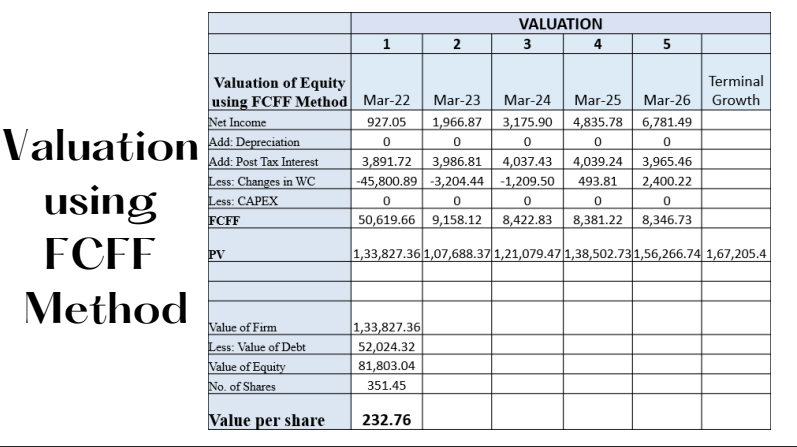 Valuation
using
FCFF
Method
VALUATION
1 2 3 4 5
Valuation of Equity
using FCFF Method Mar-22 Mar-23 Mar-24 Mar-25 Mar-26 Terminal Growth
Net Income 927.05 1,966.87 3,175.90 4,835.78 6,781.49
Add: Depreciation 0 0 0 0 0
Add: Post Tax Interest 3,891.72 3,986.81 4,037.43 4,039.24 3,965.46
Less: Changes in WC -45,800.89 -3,204.44 -1,209.50 493.81 2,400.22
Less: CAPEX 0 0 0 0 0
FCFF 50,619.66 9,158.12 8,422.83 8,381.22 8,346.73
PV 1,33,827.36 1,07,688.37 1,21,079.47 1,38,502.73 1,56,266.74 1,67,205.4
Value of Firm 1,33,827.36
Less: Value of Debt 52,024.32
Value of Equity 81,803.04
No. of Shares 351.45
Value per share 232.76